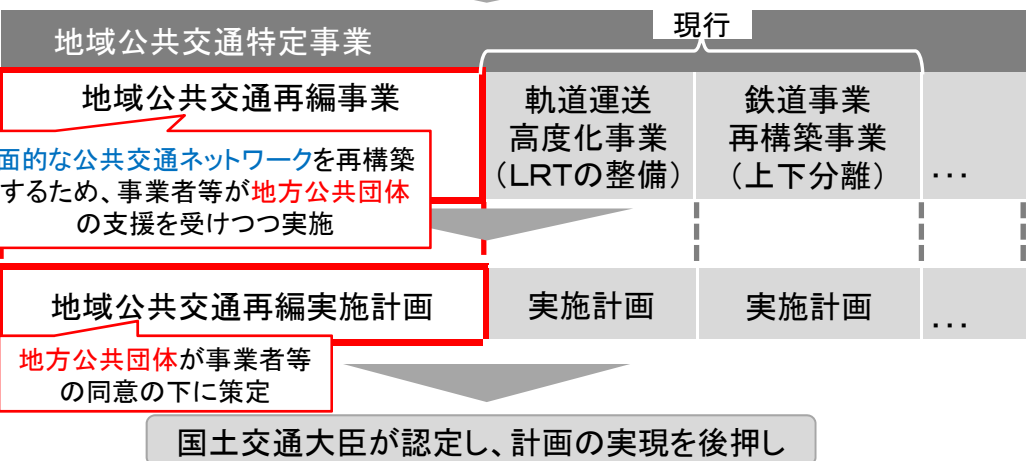 現行
地域公共交通特定事業
地域公共交通再編事業
面的な公共交通ネットワークを再構築
するため、事業者等が地方公共団体
の支援を受けつつ実施
軌道運送
高度化事業
(LRTの整備)
鉄道事業
再構築事業
(上下分離)
...
地域公共交通再編実施計画
実施計画
実施計画
...
地方公共団体が事業者等
の同意の下に策定
国土交通大臣が認定し、計画の実現を後押し